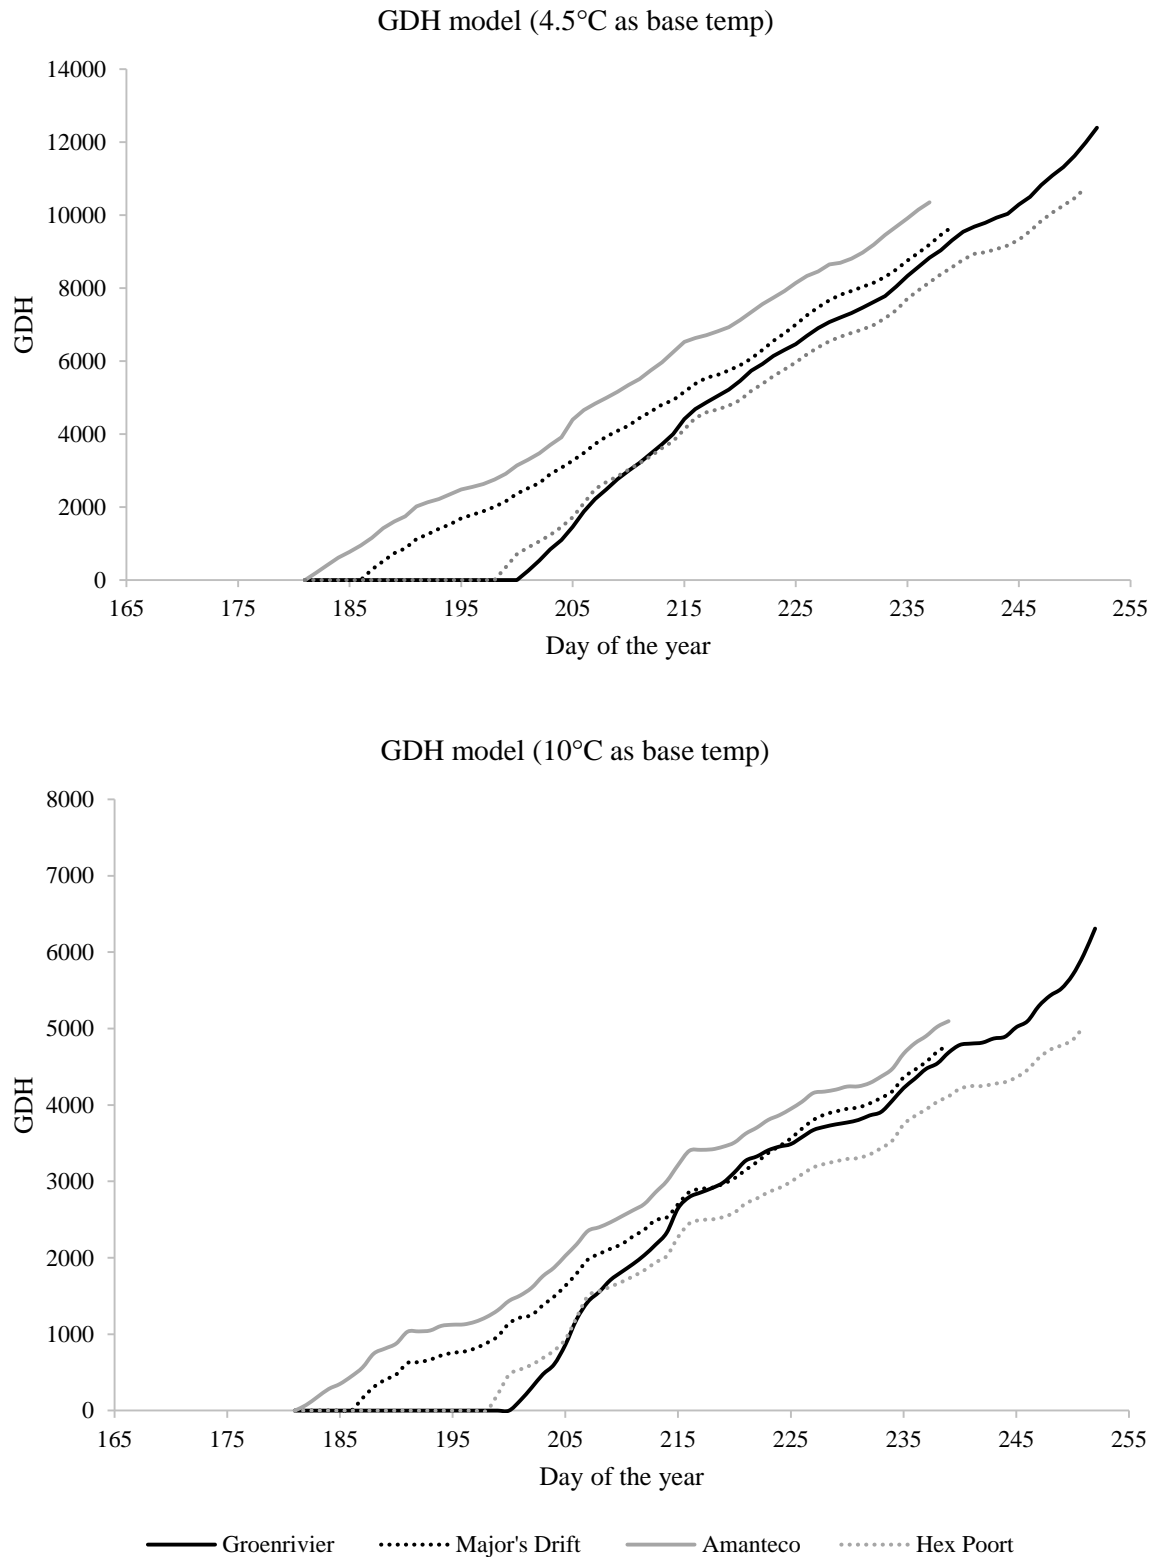 GDH model (4.5°C as base temp)
14000
12000
10000
8000
6000
4000
2000
0
GDH
165 175 185 195 205 215 225 235 245 255
Day of the year
GDH model (10°C as base temp)
8000
7000
6000
5000
4000
3000
2000
1000
0
GDH
165 175 185 195 205 215 225 235 245 255
Day of the year
Groenrivier Major's Drift Amanteco Hex Poort